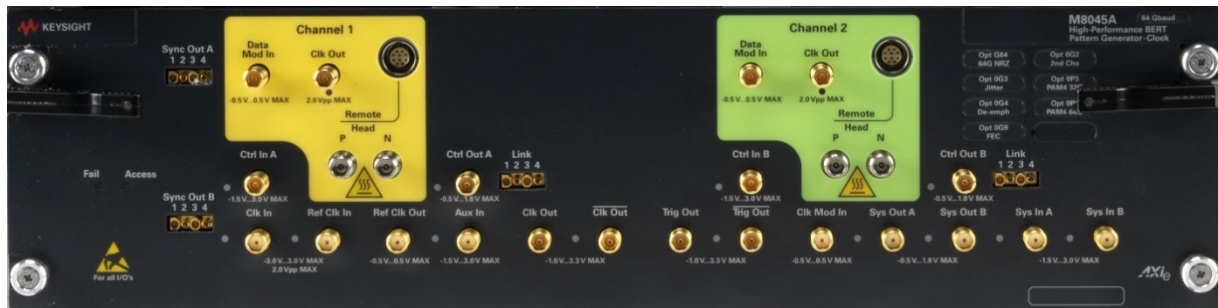 KEYSIGHT
Channel 1
Channel 2
M8045A 64 Gbaud
High-Performance BERT
Pattern Generator-Clock
Sync Out A
1 2 3 4
Data
Mod In
Clk Out
-0.5V...0.5V MAX
2.0Vpp MAX
Remote
Head
P N
Data
Mod In
Clk Out
-0.5V...0.5V MAX
2.0Vpp MAX
Remote
Head
P N
Opt G64
64G NRZ
Opt 0G2
2nd Cha
Opt 0G3
Jitter
Opt 0P3
PAM4
Opt 0G4
De-emph
PAM4
Opt 0G9
FEC
Ctrl In A
-1.5V...3.0V MAX
Ctrl Out A
-0.5V...1.8V MAX
Link
1 2 3 4
Ctrl In B
-1.5V...3.0V MAX
Ctrl Out B
-0.5V...1.8V MAX
Link
1 2 3 4
Fail Access
Sync Out B
1 2 3 4
Clk In
Ref Clk In
Ref Clk Out
Aux In
Clk Out
Clk Out
Trig Out
Trig Out
Clk Mod In
Sys Out A
Sys Out B
Sys In A
Sys In B
-3.0V...3.0V MAX
2.0Vpp MAX
-0.5V...0.5V MAX
-1.5V...3.0V MAX
-1.0V...3.3V MAX
-1.0V...3.3V MAX
-0.5V...0.5V MAX
-0.5V...1.8V MAX
-1.5V...3.0V MAX
For all I/O's
AXIe